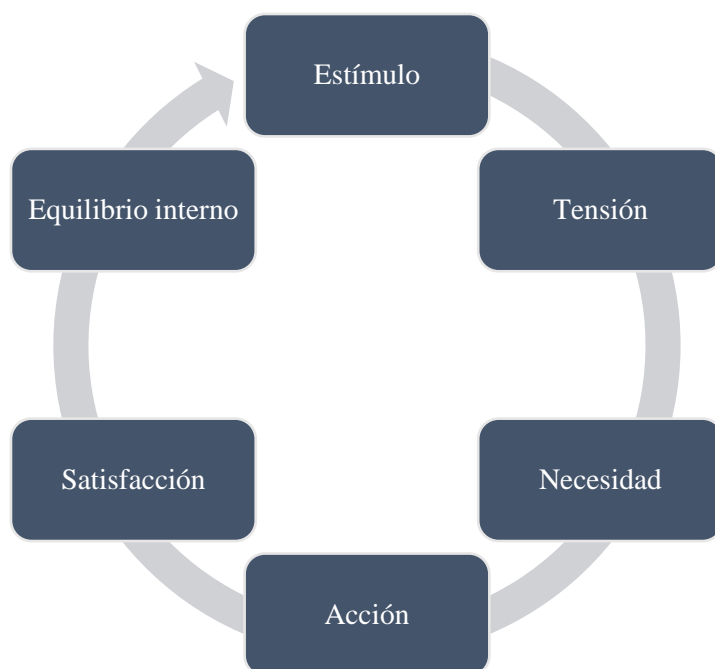 Estímulo
Tensión
Necesidad
Acción
Satisfacción
Equilibrio interno